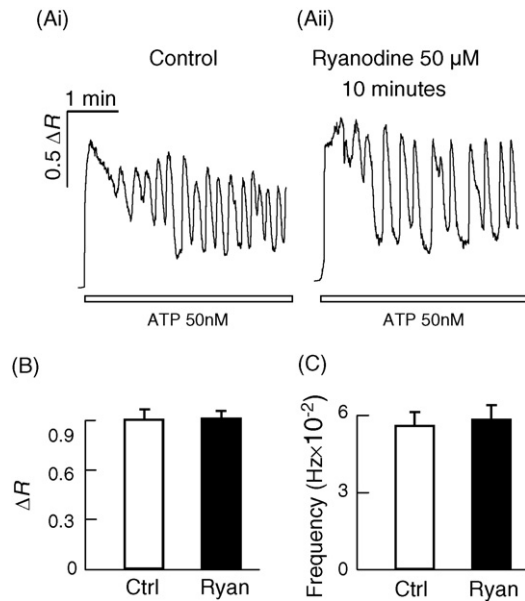 (Ai)
Control
1 min
0.5 ΔR
ATP 50nM
(Aii)
Ryanodine 50 μM
10 minutes
ATP 50nM
(B)
ΔR
0.9
0.6
0.3
0
Ctrl
Ryan
(C)
Frequency (Hz×10⁻²)
6
3
0
Ctrl
Ryan